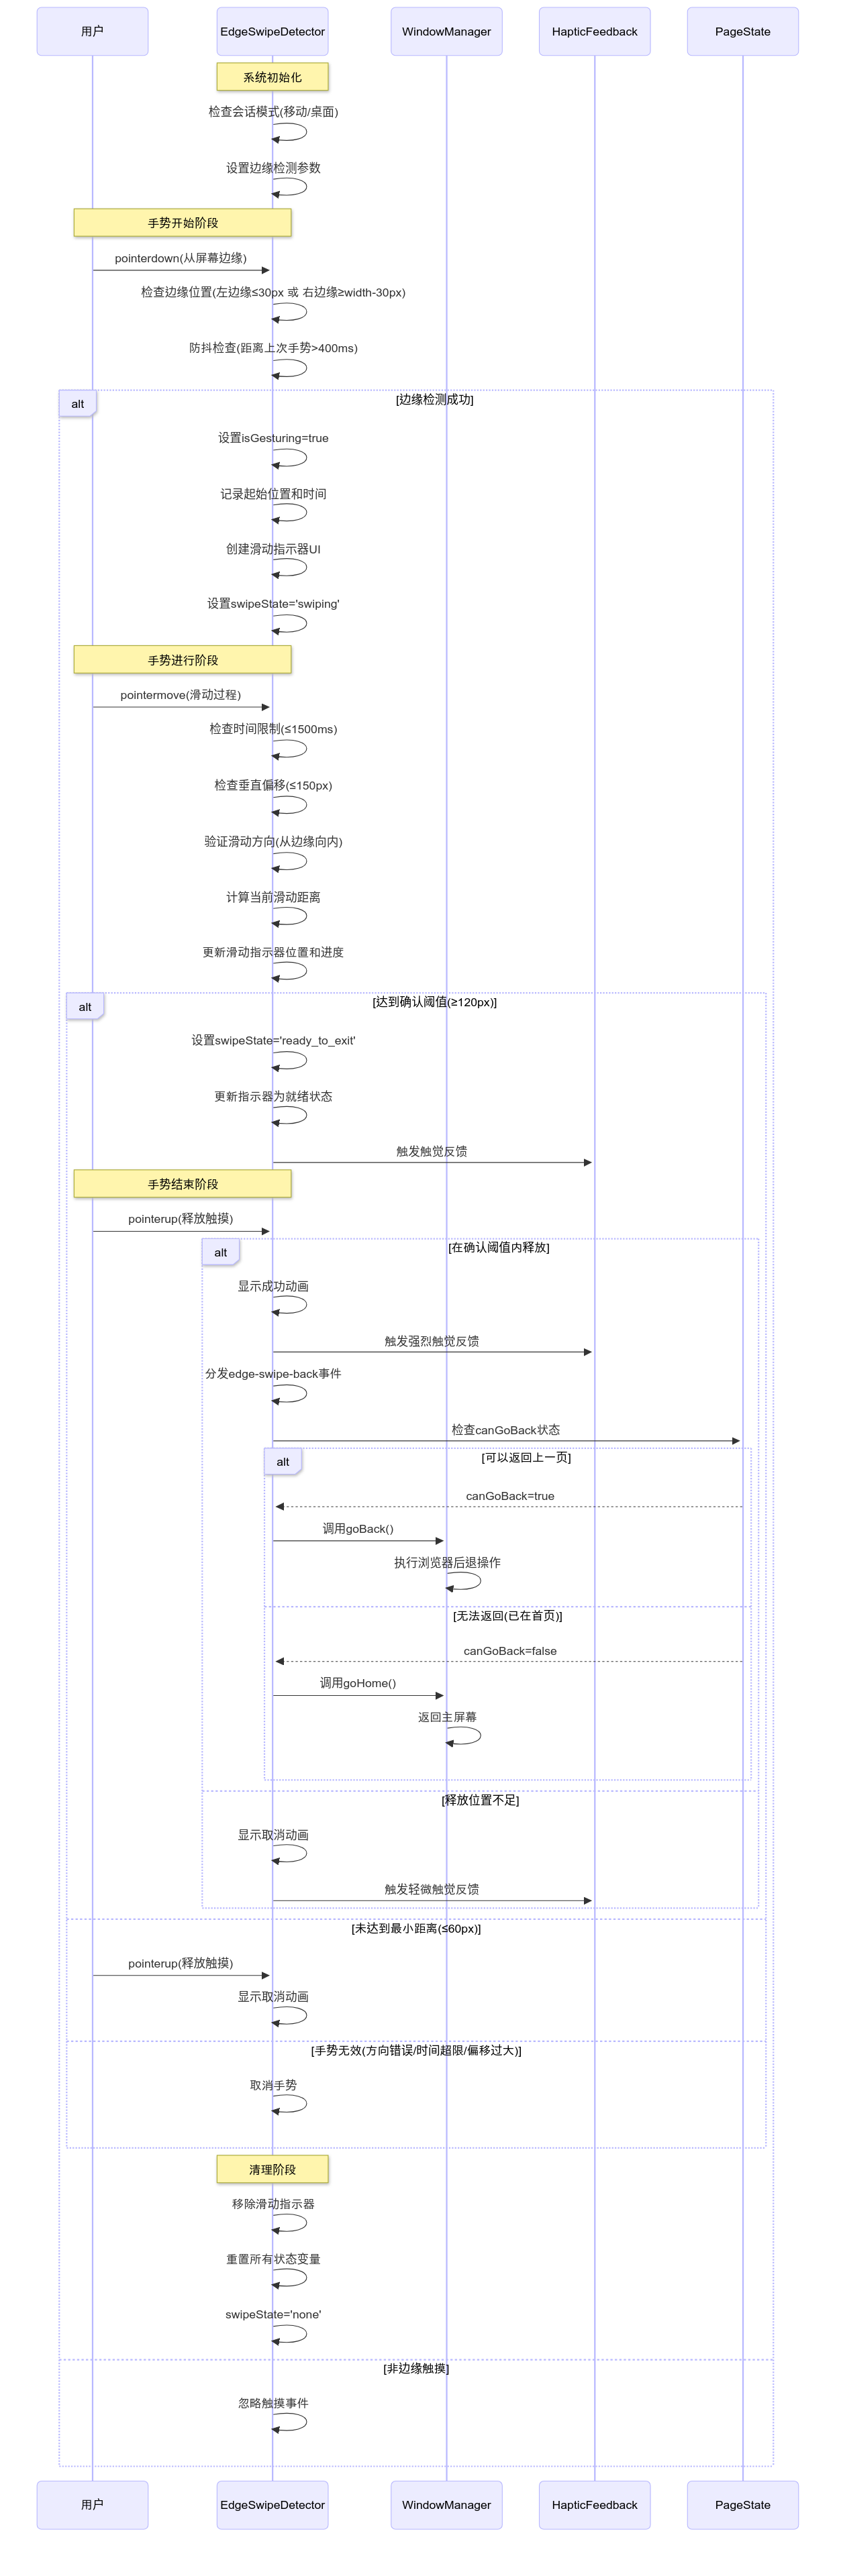 用户
EdgeSwipeDetector
WindowManager
HapticFeedback
PageState
系统初始化
检查会话模式(移动/桌面)
设置边缘检测参数
手势开始阶段
pointerdown(从屏幕边缘)
检查边缘位置(左边缘≤30px 或 右边缘≥width-30px)
防抖检查(距离上次手势>400ms)
alt
[边缘检测成功]
设置isGesturing=true
记录起始位置和时间
创建滑动指示器UI
设置swipeState='swiping'
手势进行阶段
pointermove(滑动过程)
检查时间限制(≤1500ms)
检查垂直偏移(≤150px)
验证滑动方向(从边缘向内)
计算当前滑动距离
更新滑动指示器位置和进度
alt
[达到确认阈值(≥120px)]
设置swipeState='ready_to_exit'
更新指示器为就绪状态
触发触觉反馈
手势结束阶段
pointerup(释放触摸)
alt
[在确认阈值内释放]
显示成功动画
触发强烈触觉反馈
分发edge-swipe-back事件
检查canGoBack状态
alt
[可以返回上一页]
canGoBack=true
调用goBack()
执行浏览器后退操作
[无法返回(已在首页)]
canGoBack=false
调用goHome()
返回主屏幕
[释放位置不足]
显示取消动画
触发轻微触觉反馈
[未达到最小距离(≤60px)]
pointerup(释放触摸)
显示取消动画
[手势无效(方向错误/时间超限/偏移过大)]
取消手势
清理阶段
移除滑动指示器
重置所有状态变量
swipeState='none'
[非边缘触摸]
忽略触摸事件
用户
EdgeSwipeDetector
WindowManager
HapticFeedback
PageState